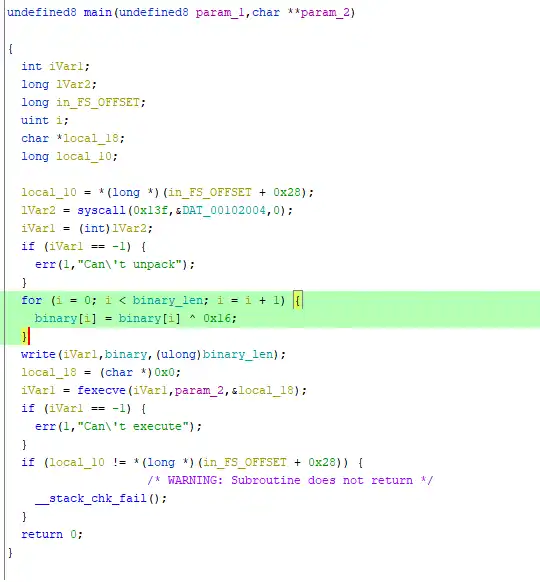 undefined8 main(undefined8 param_1,char **param_2)
{
int iVar1;
long lVar2;
long in_FS_OFFSET;
uint i;
char *local_18;
long local_10;
local_10 = *(long *)(in_FS_OFFSET + 0x28);
lVar2 = syscall(0x13f,&DAT_00102004,0);
iVar1 = (int)lVar2;
if (iVar1 == -1) {
err(1,"Can\'t unpack");
}
for (i = 0; i < binary_len; i = i + 1) {
binary[i] = binary[i] ^ 0x16;
}
write(iVar1,binary,(ulong)binary_len);
local_18 = (char *)0x0;
iVar1 = fexecve(iVar1,param_2,&local_18);
if (iVar1 == -1) {
err(1,"Can\'t execute");
}
if (local_10 != *(long *)(in_FS_OFFSET + 0x28)) {
/* WARNING: Subroutine does not return */
__stack_chk_fail();
}
return 0;
}